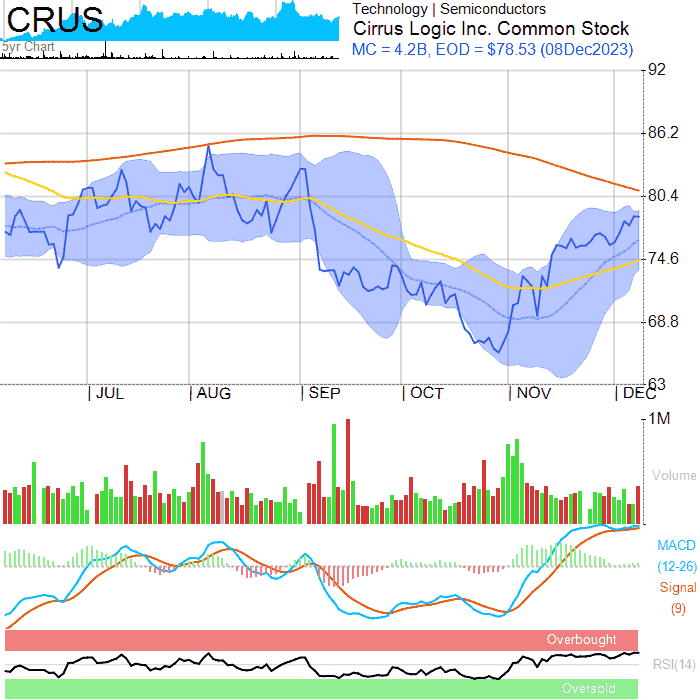 CRUS
5yr Chart
Technology | Semiconductors
Cirrus Logic Inc. Common Stock
MC = 4.2B, EOD = $78.53 (08Dec2023)
92
86.2
80.4
74.6
68.8
63
JUL AUG SEP OCT NOV DEC
1M
Volume
MACD
(12-26)
Signal
(9)
Overbought
RSI(14)
Oversold